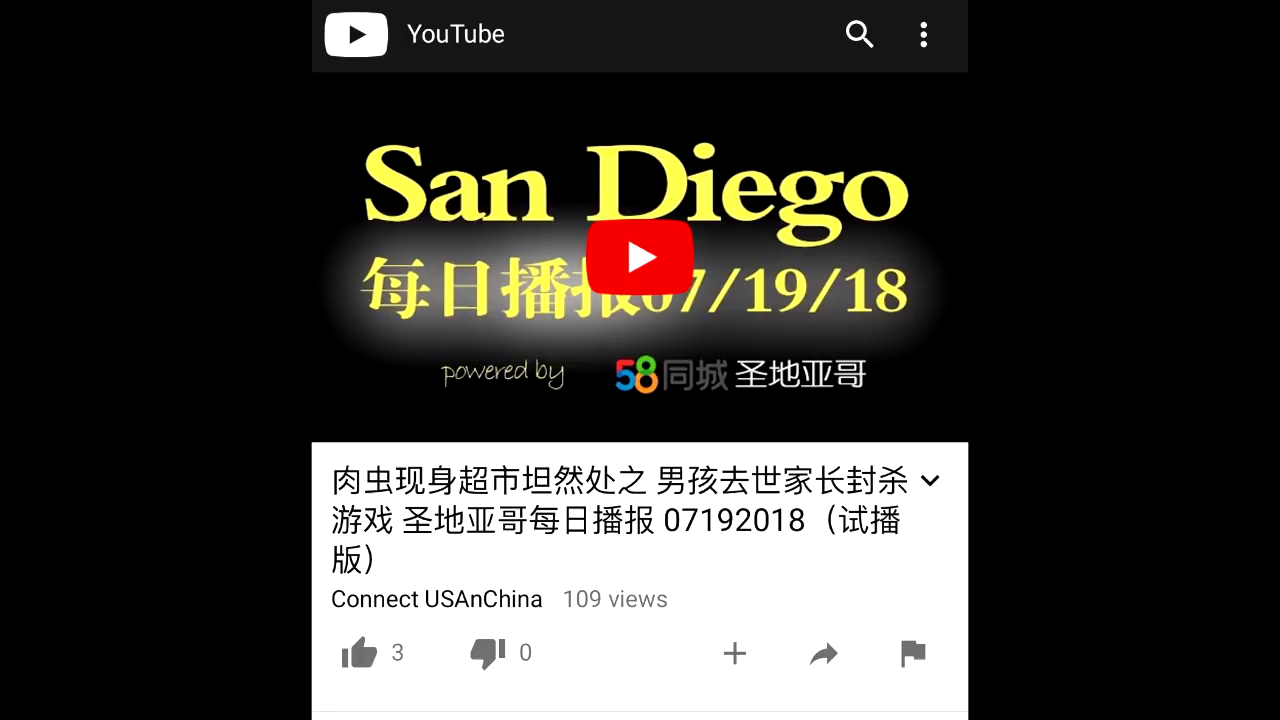 YouTube
San Diego
每日播报07/19/18
powered by 58同城 圣地亚哥
肉虫现身超市坦然处之 男孩去世家长封杀
游戏 圣地亚哥每日播报 07192018（试播
版）
Connect USAnChina 109 views
3 0